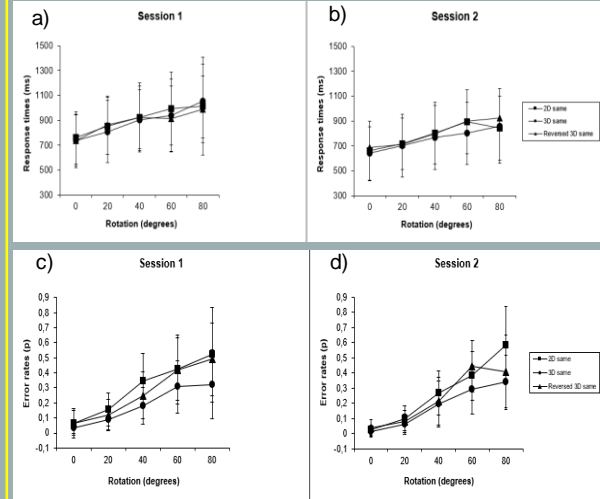 a)
Session 1
Response times (ms)
1500
1300
1100
900
700
500
300
0 20 40 60 80
Rotation (degrees)
b)
Session 2
Response times (ms)
1500
1300
1100
900
700
500
300
0 20 40 60 80
Rotation (degrees)
2D same
3D same
Reversed 3D same
c)
Session 1
Error rates (p)
0,9
0,8
0,7
0,6
0,5
0,4
0,3
0,2
0,1
0
-0,1
0 20 40 60 80
Rotation (degrees)
d)
Session 2
Error rates (p)
0,9
0,8
0,7
0,6
0,5
0,4
0,3
0,2
0,1
0
-0,1
0 20 40 60 80
Rotation (degrees)
2D same
3D same
Reversed 3D same